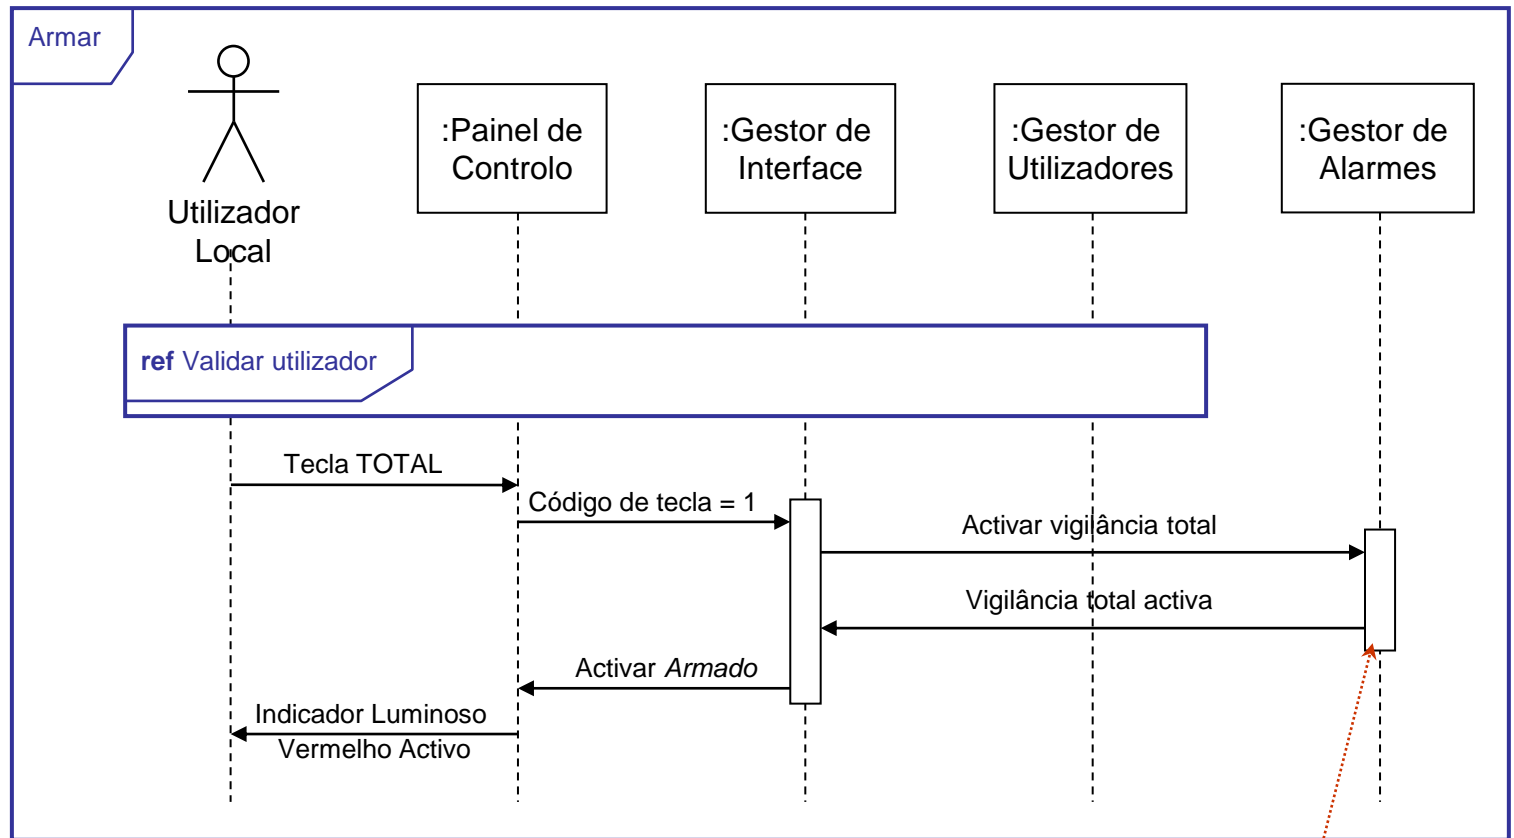 Armar
Utilizador
Local
:Painel de
Controlo
:Gestor de
Interface
:Gestor de
Utilizadores
:Gestor de
Alarmes
ref Validar utilizador
Tecla TOTAL
Código de tecla = 1
Activar vigilância total
Vigilância total activa
Activar Armado
Indicador Luminoso
Vermelho Activo